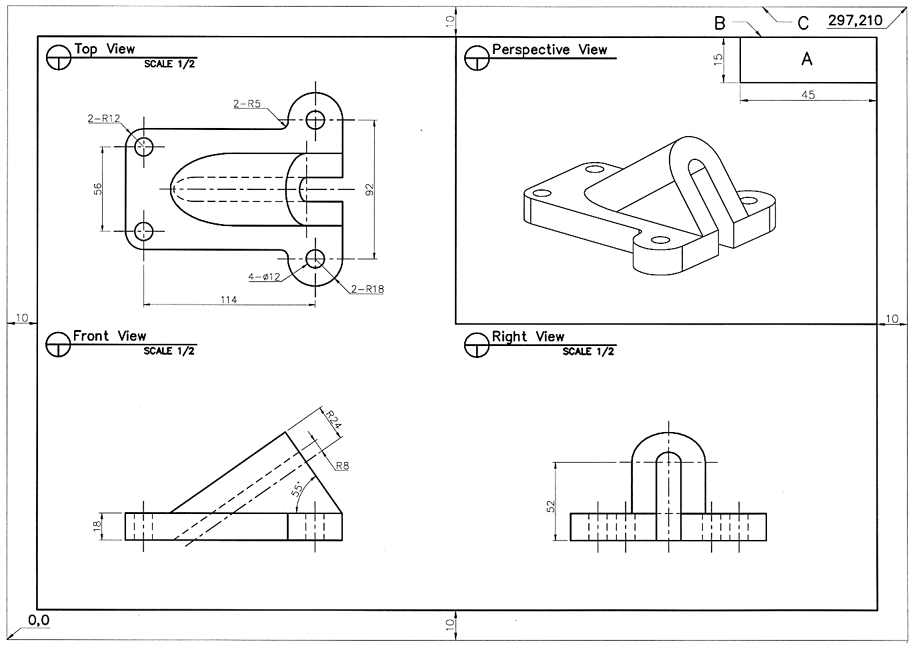 10
B
C
297,210
Top View
SCALE 1/2
Perspective View
15
A
45
2-R5
2-R12
56
92
4-ø12
2-R18
114
10
10
Front View
SCALE 1/2
Right View
SCALE 1/2
R24
R8
55°
18
52
0,0
10